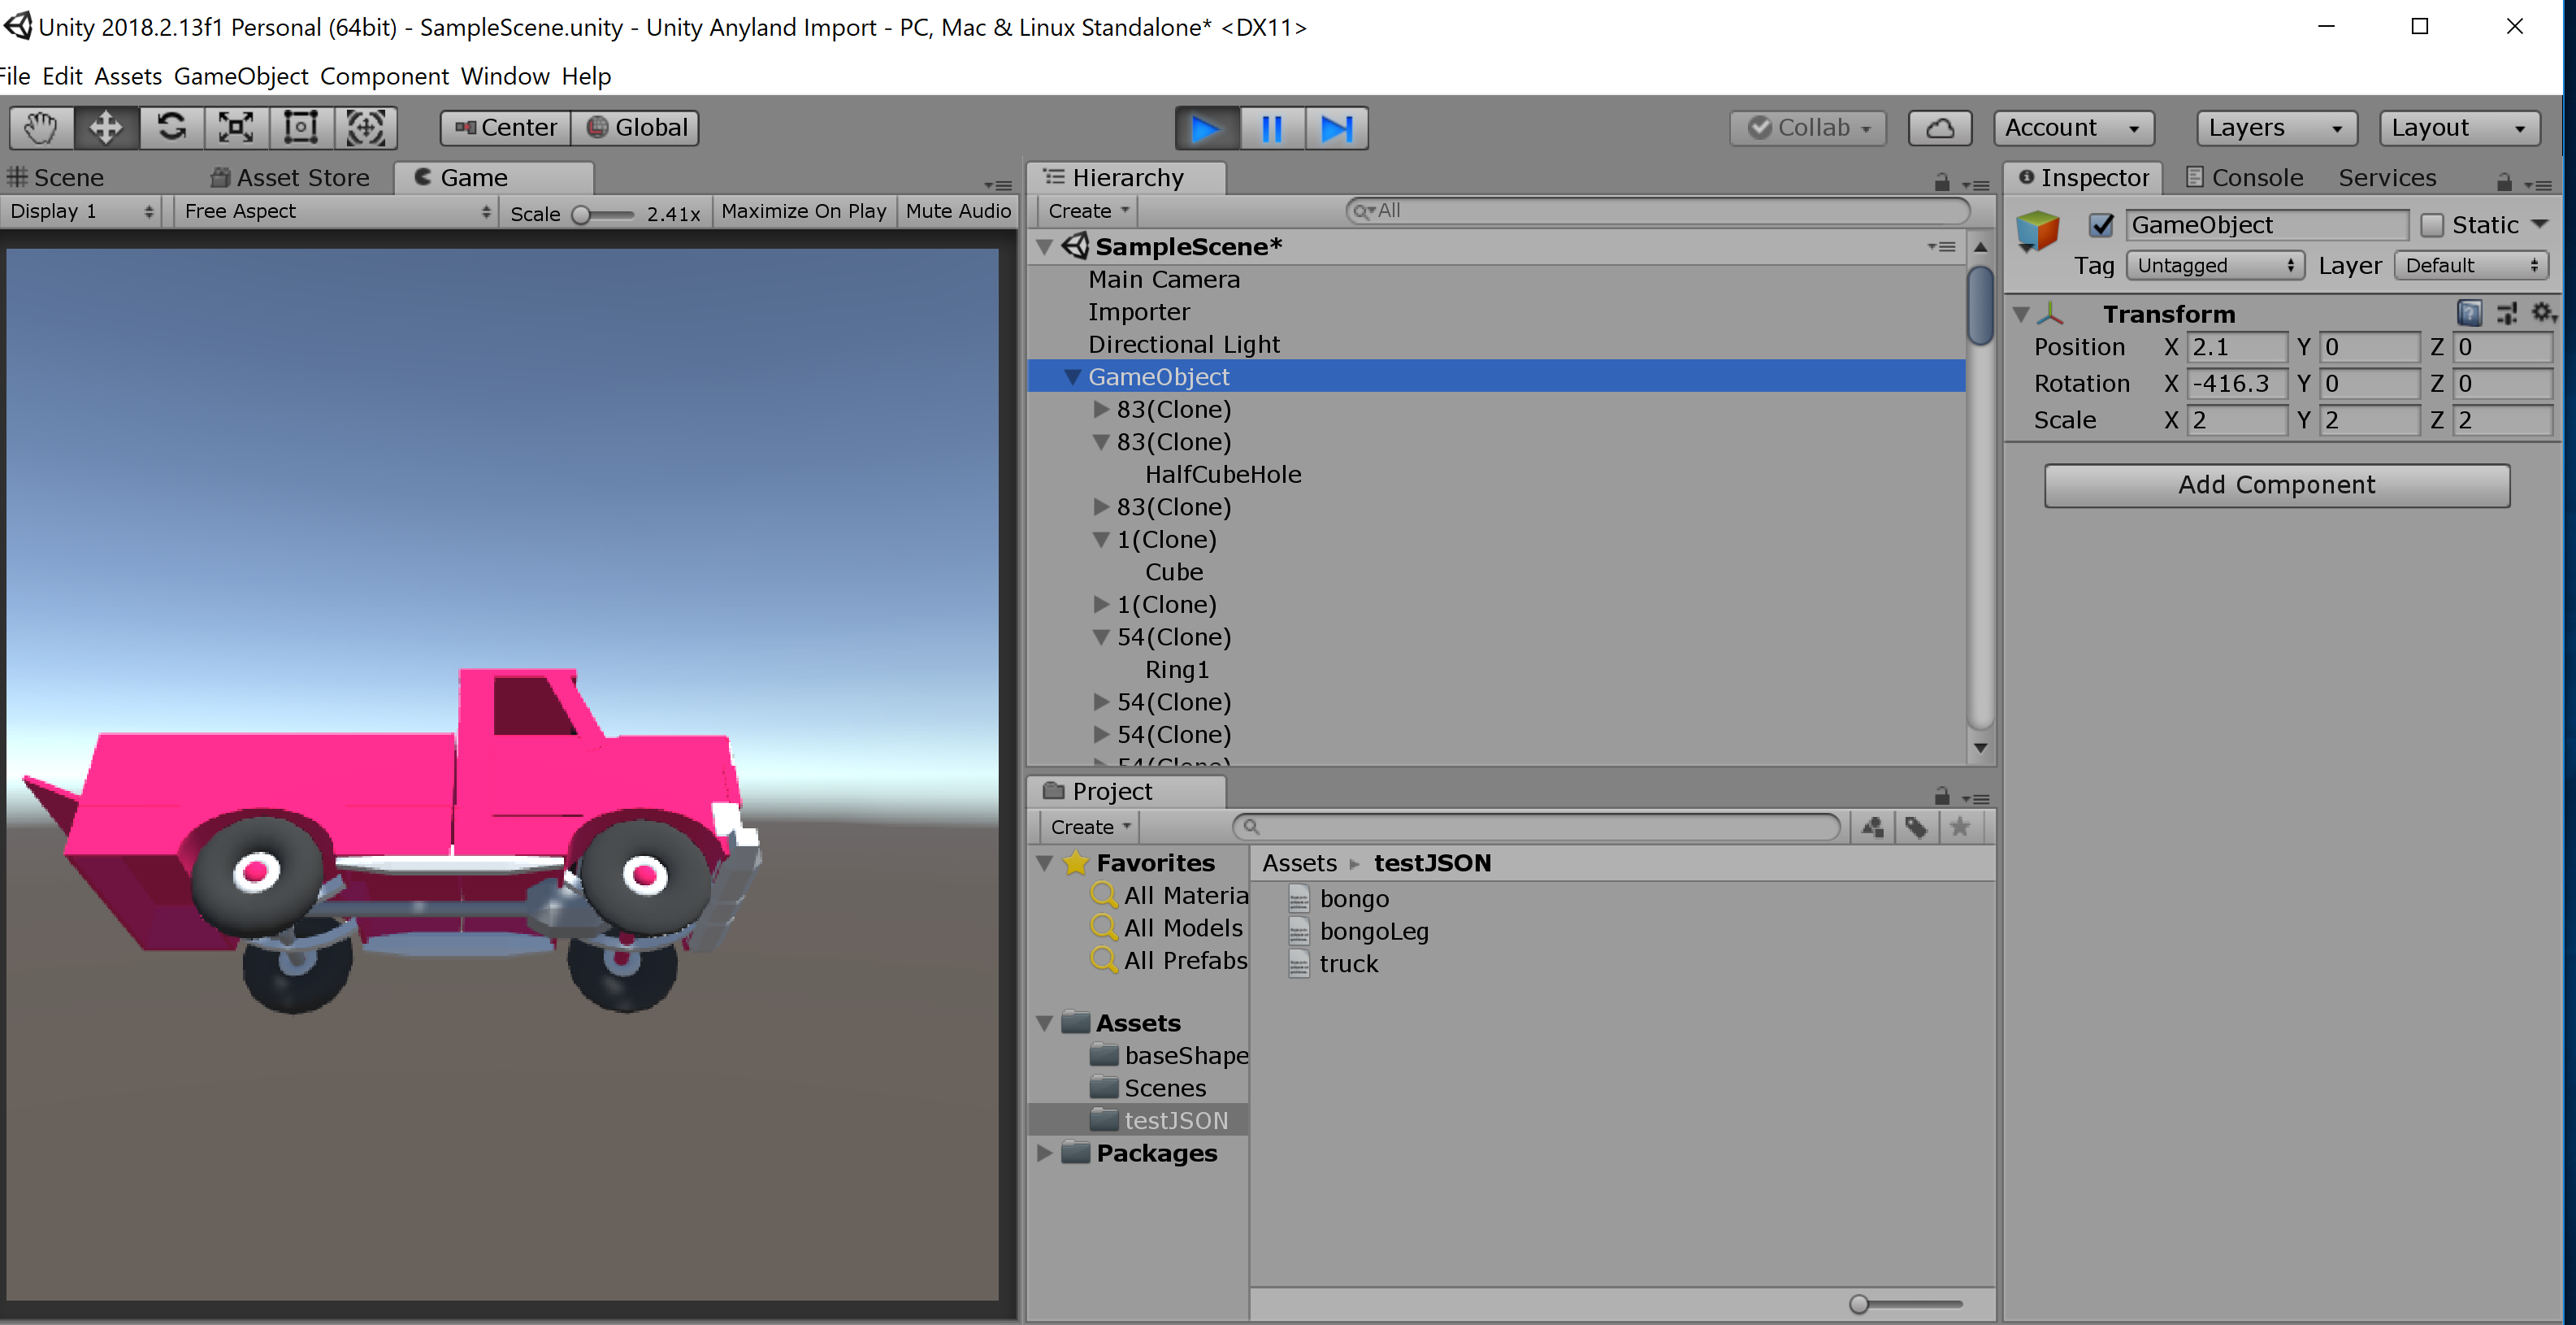 Unity 2018.2.13f1 Personal (64bit) - SampleScene.unity - Unity Anyland Import - PC, Mac & Linux Standalone* <DX11>
File Edit Assets GameObject Component Window Help
Center Global Collab Account Layers Layout
Scene Asset Store Game
Display 1 Free Aspect Scale 2.41x Maximize On Play Mute Audio
Hierarchy
Create All
SampleScene*
Main Camera
Importer
Directional Light
GameObject
83(Clone)
83(Clone)
HalfCubeHole
83(Clone)
1(Clone)
Cube
1(Clone)
54(Clone)
Ring1
54(Clone)
54(Clone)
54(Clone)
Project
Create
Favorites
All Materia
All Models
All Prefabs
Assets
baseShape
Scenes
testJSON
Packages
Assets testJSON
bongo
bongoLeg
truck
Inspector Console Services
GameObject Static
Tag Untagged Layer Default
Transform
Position X 2.1 Y 0 Z 0
Rotation X -416.3 Y 0 Z 0
Scale X 2 Y 2 Z 2
Add Component